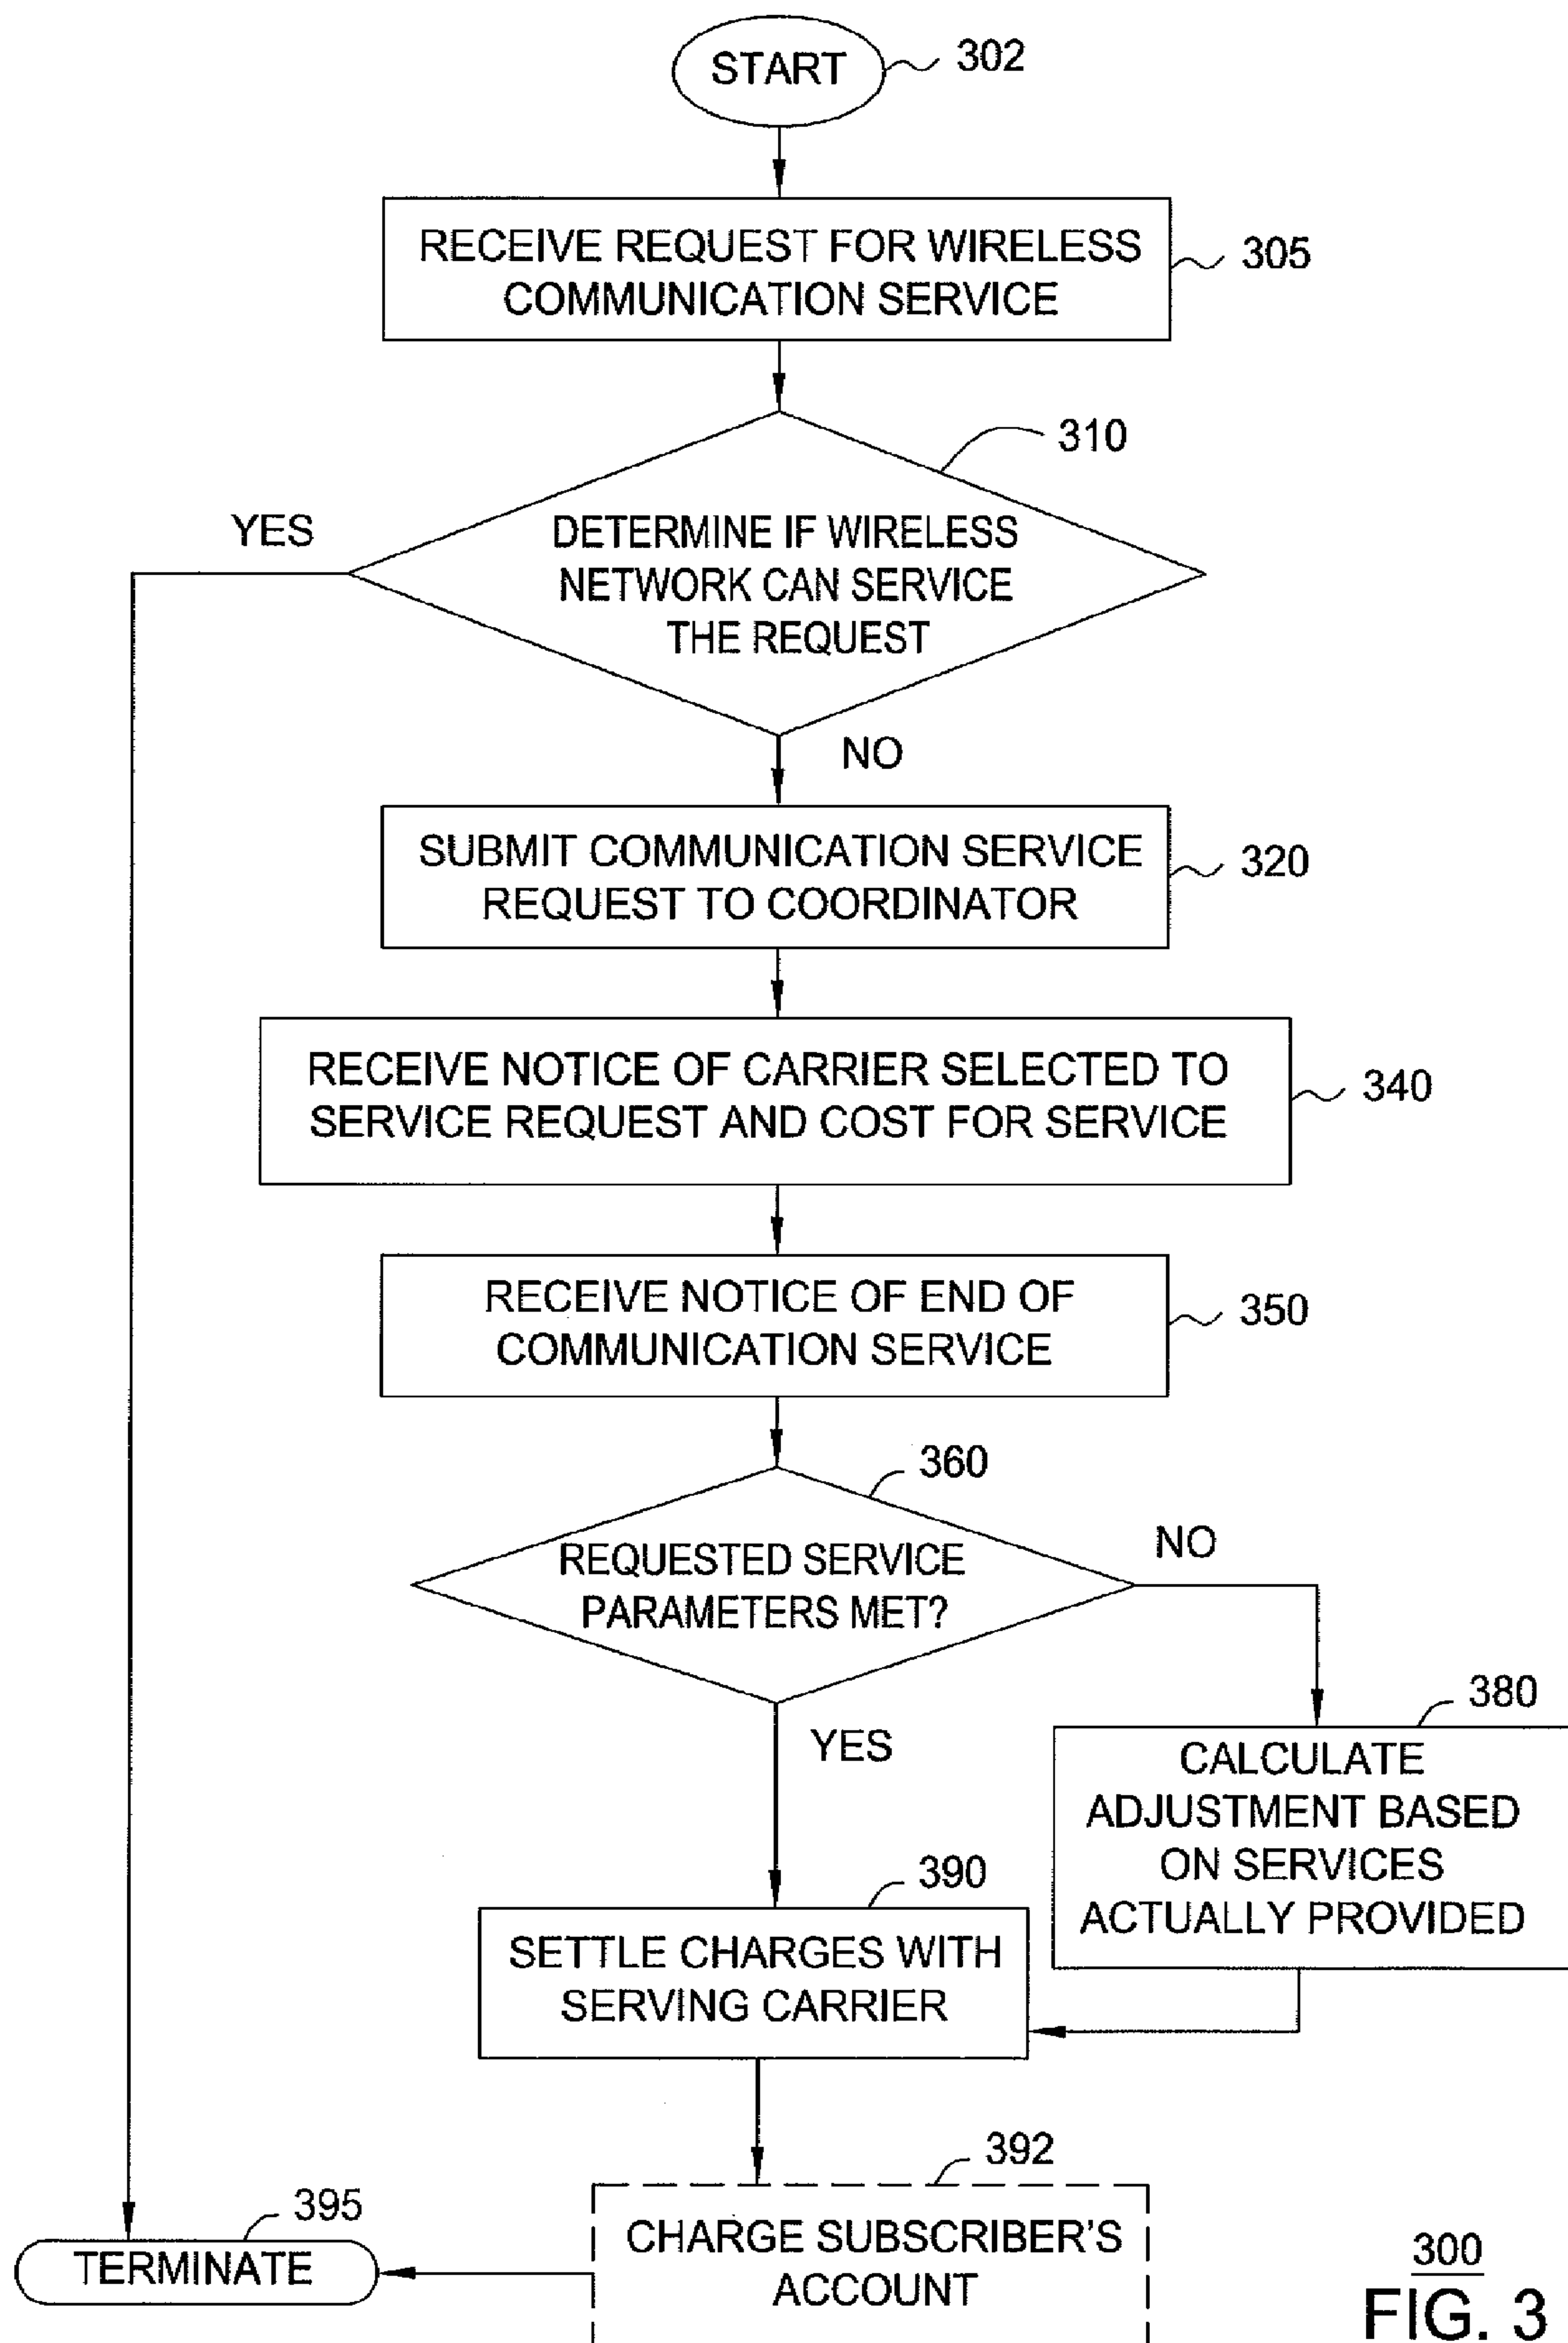 START
302
RECEIVE REQUEST FOR WIRELESS
COMMUNICATION SERVICE
305
310
YES
DETERMINE IF WIRELESS
NETWORK CAN SERVICE
THE REQUEST
NO
SUBMIT COMMUNICATION SERVICE
REQUEST TO COORDINATOR
320
RECEIVE NOTICE OF CARRIER SELECTED TO
SERVICE REQUEST AND COST FOR SERVICE
340
RECEIVE NOTICE OF END OF
COMMUNICATION SERVICE
350
360
REQUESTED SERVICE
PARAMETERS MET?
NO
YES
380
CALCULATE
ADJUSTMENT BASED
ON SERVICES
ACTUALLY PROVIDED
390
SETTLE CHARGES WITH
SERVING CARRIER
392
CHARGE SUBSCRIBER'S
ACCOUNT
395
TERMINATE
300
FIG. 3